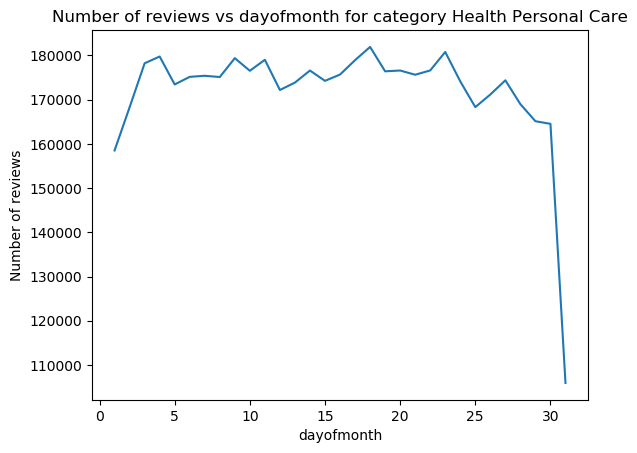 Number of reviews vs dayofmonth for category Health Personal Care
180000
170000
160000
150000
140000
130000
120000
110000
Number of reviews
0 5 10 15 20 25 30
dayofmonth